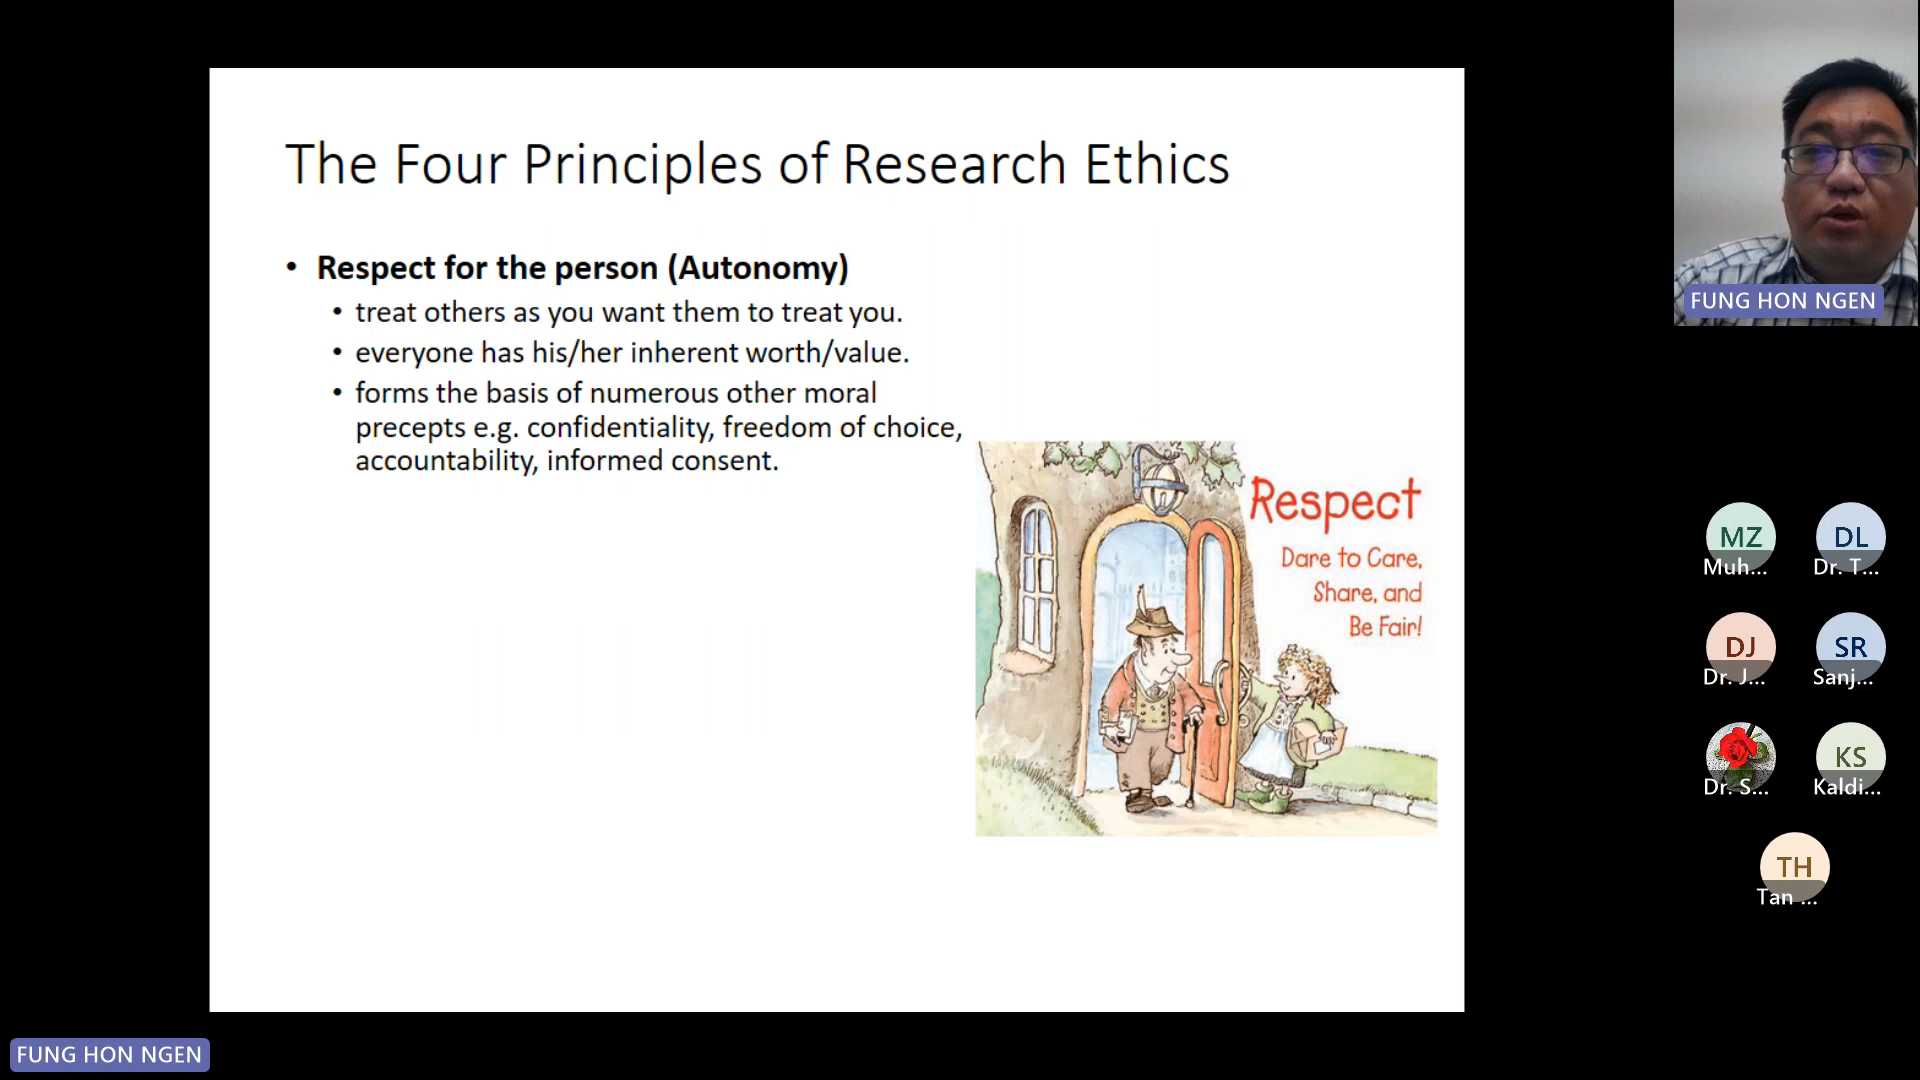 The Four Principles of Research Ethics
• Respect for the person (Autonomy)
• treat others as you want them to treat you.
• everyone has his/her inherent worth/value.
• forms the basis of numerous other moral
precepts e.g. confidentiality, freedom of choice,
accountability, informed consent.
Respect
Dare to Care,
Share, and
Be Fair!
FUNG HON NGEN
MZ
Muh...
DL
Dr. T...
DJ
Dr. J...
SR
Sanj...
Dr. S...
KS
Kaldi...
TH
Tan ...
FUNG HON NGEN